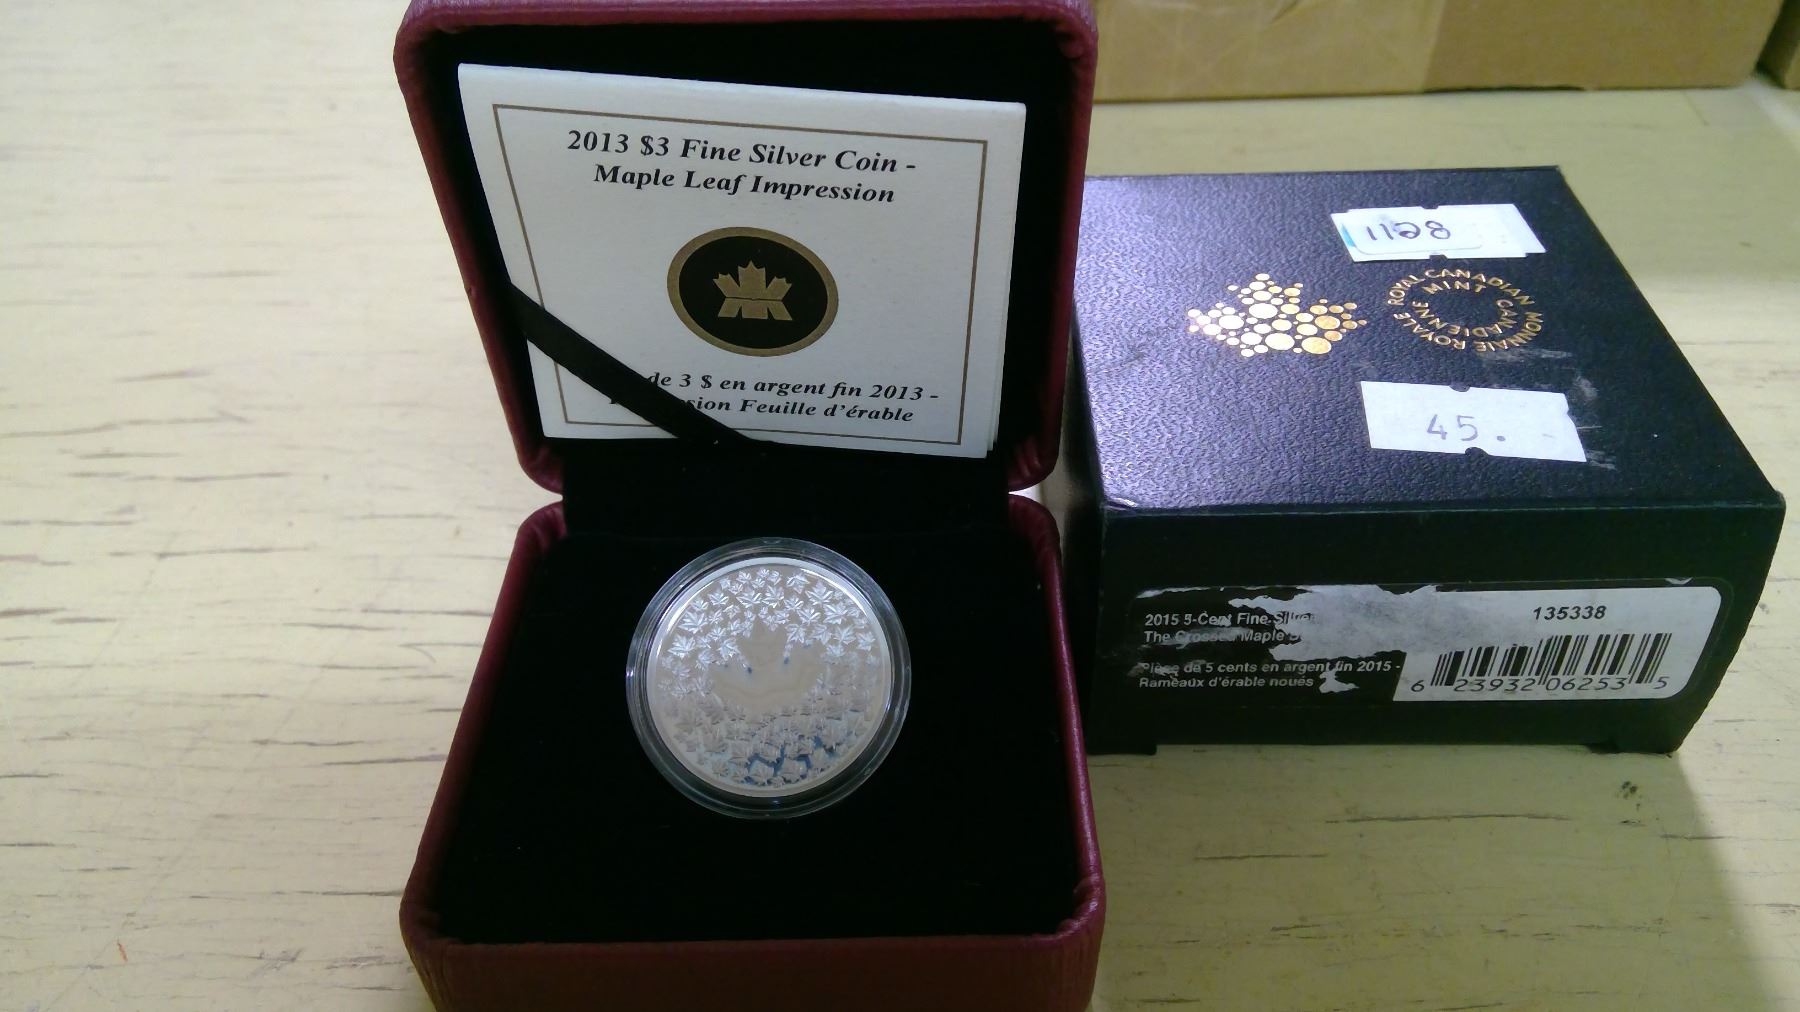 2013 $3 Fine Silver Coin -
Maple Leaf Impression
de 3 $ en argent fin 2013 -
Feuille d'érable
1128
ROYAL CANADIAN MINT
MONNAIE ROYALE CANADIENNE
45.
2015 5-Cent Fine Silver
The Crossed Maple
Pièce de 5 cents en argent fin 2015 -
Rameaux d'érable noués
135338
6 23932 06253 5